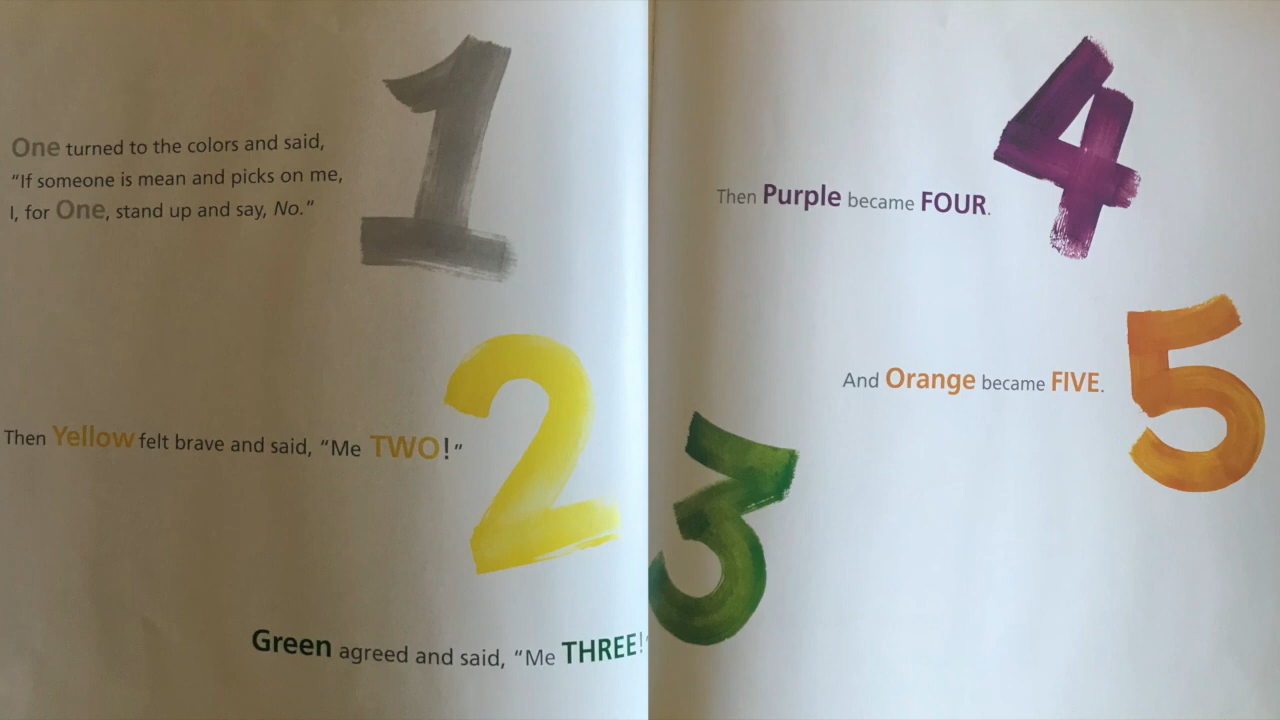 1
One turned to the colors and said,
“If someone is mean and picks on me,
I, for One, stand up and say, No.”
2
Then Yellow felt brave and said, “Me TWO!”
Green agreed and said, “Me THREE!”
3
4
Then Purple became FOUR.
5
And Orange became FIVE.